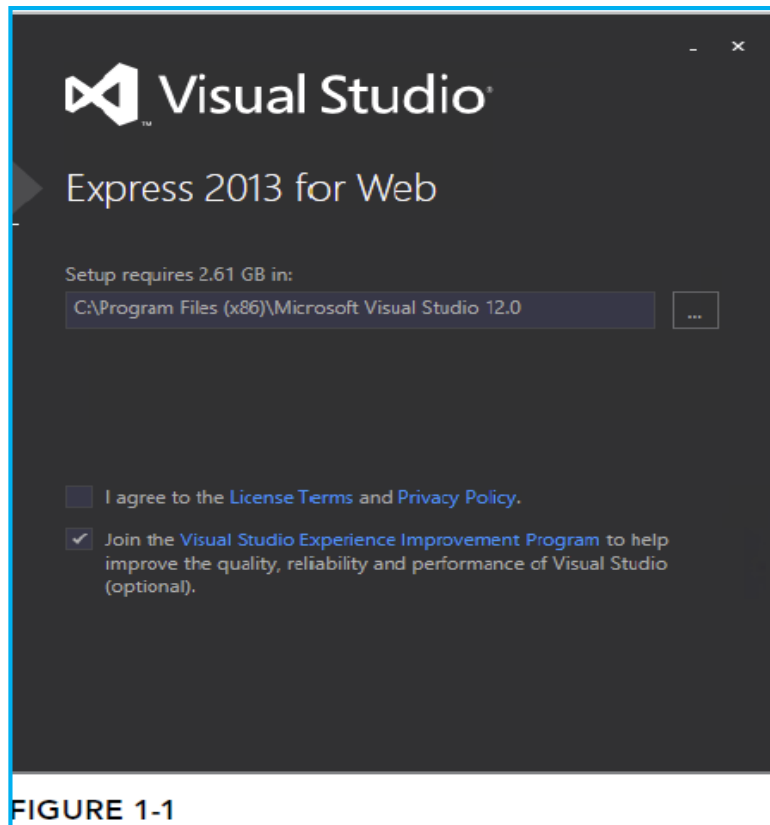 Visual Studio
Express 2013 for Web
Setup requires 2.61 GB in:
C:\Program Files (x86)\Microsoft Visual Studio 12.0
...
I agree to the License Terms and Privacy Policy.
Join the Visual Studio Experience Improvement Program to help
improve the quality, reliability and performance of Visual Studio
(optional).
FIGURE 1-1